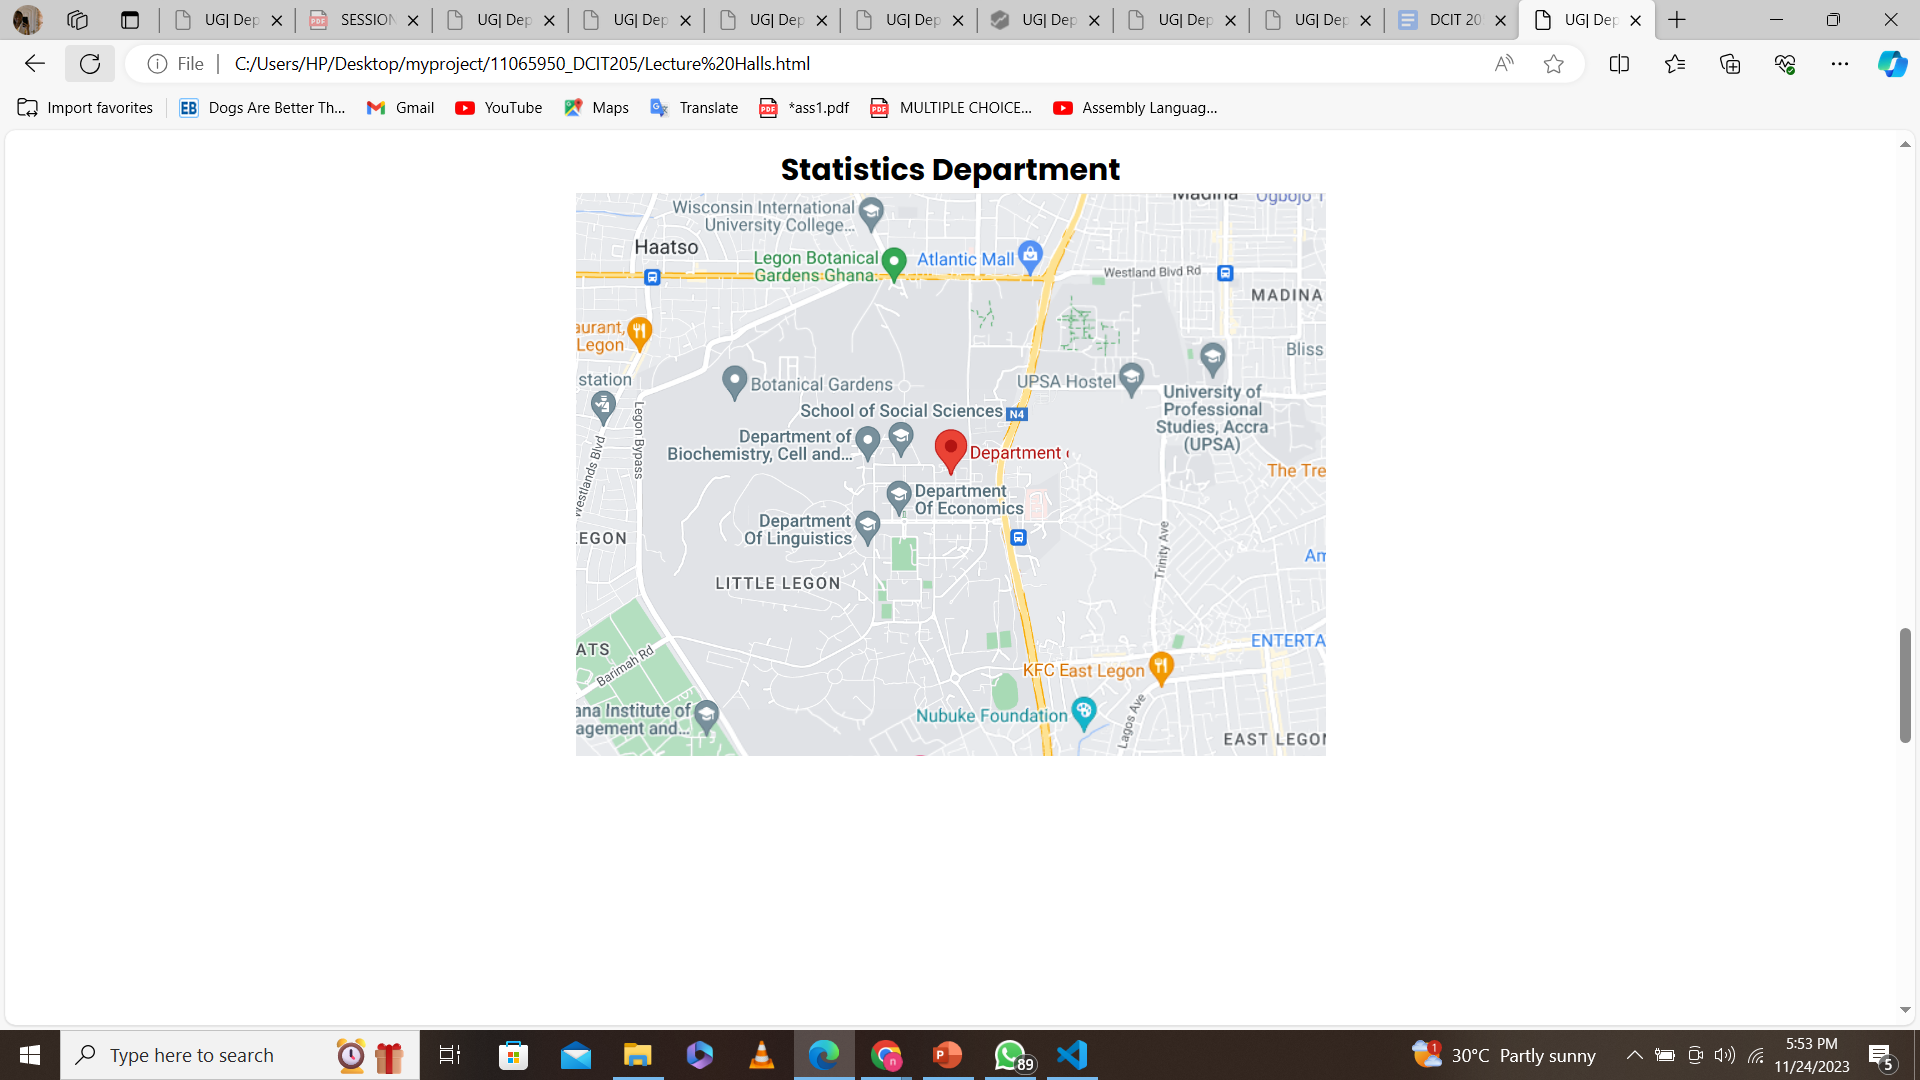 UG| Dep
SESSION
UG| Dep
UG| Dep
UG| Dep
UG| Dep
UG| Dep
UG| Dep
UG| Dep
DCIT 20
UG| Dep
File
C:/Users/HP/Desktop/myproject/11065950_DCIT205/Lecture%20Halls.html
Import favorites
EB Dogs Are Better Th...
Gmail
YouTube
Maps
Translate
PDF *ass1.pdf
PDF MULTIPLE CHOICE...
Assembly Languag...
Statistics Department
Madina
Ogbojo
Wisconsin International
University College...
Haatso
Legon Botanical
Gardens Ghana.
Atlantic Mall
Westland Blvd Rd
MADINA
aurant,
Legon
Bliss
station
Botanical Gardens
UPSA Hostel
University of
Professional
Studies, Accra
(UPSA)
School of Social Sciences
N4
Legon Bypass
Department of
Biochemistry, Cell and...
Department o
Westlands Blvd
The Tre
Department
Of Economics
Department
Of Linguistics
EGON
Trinity Ave
Am
LITTLE LEGON
ATS
Barimah Rd
ENTERTA
KFC East Legon
ana Institute of
agement and...
Nubuke Foundation
Lagos Ave
EAST LEGON
Type here to search
89
1
30°C Partly sunny
5:53 PM
11/24/2023
5